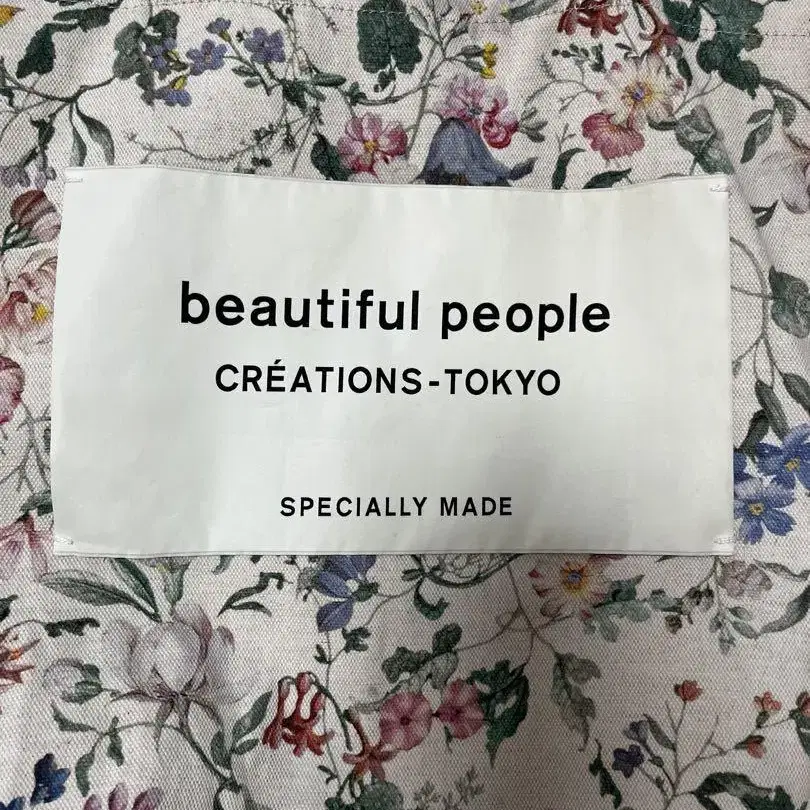 beautiful people
CRÉATIONS-TOKYO
SPECIALLY MADE